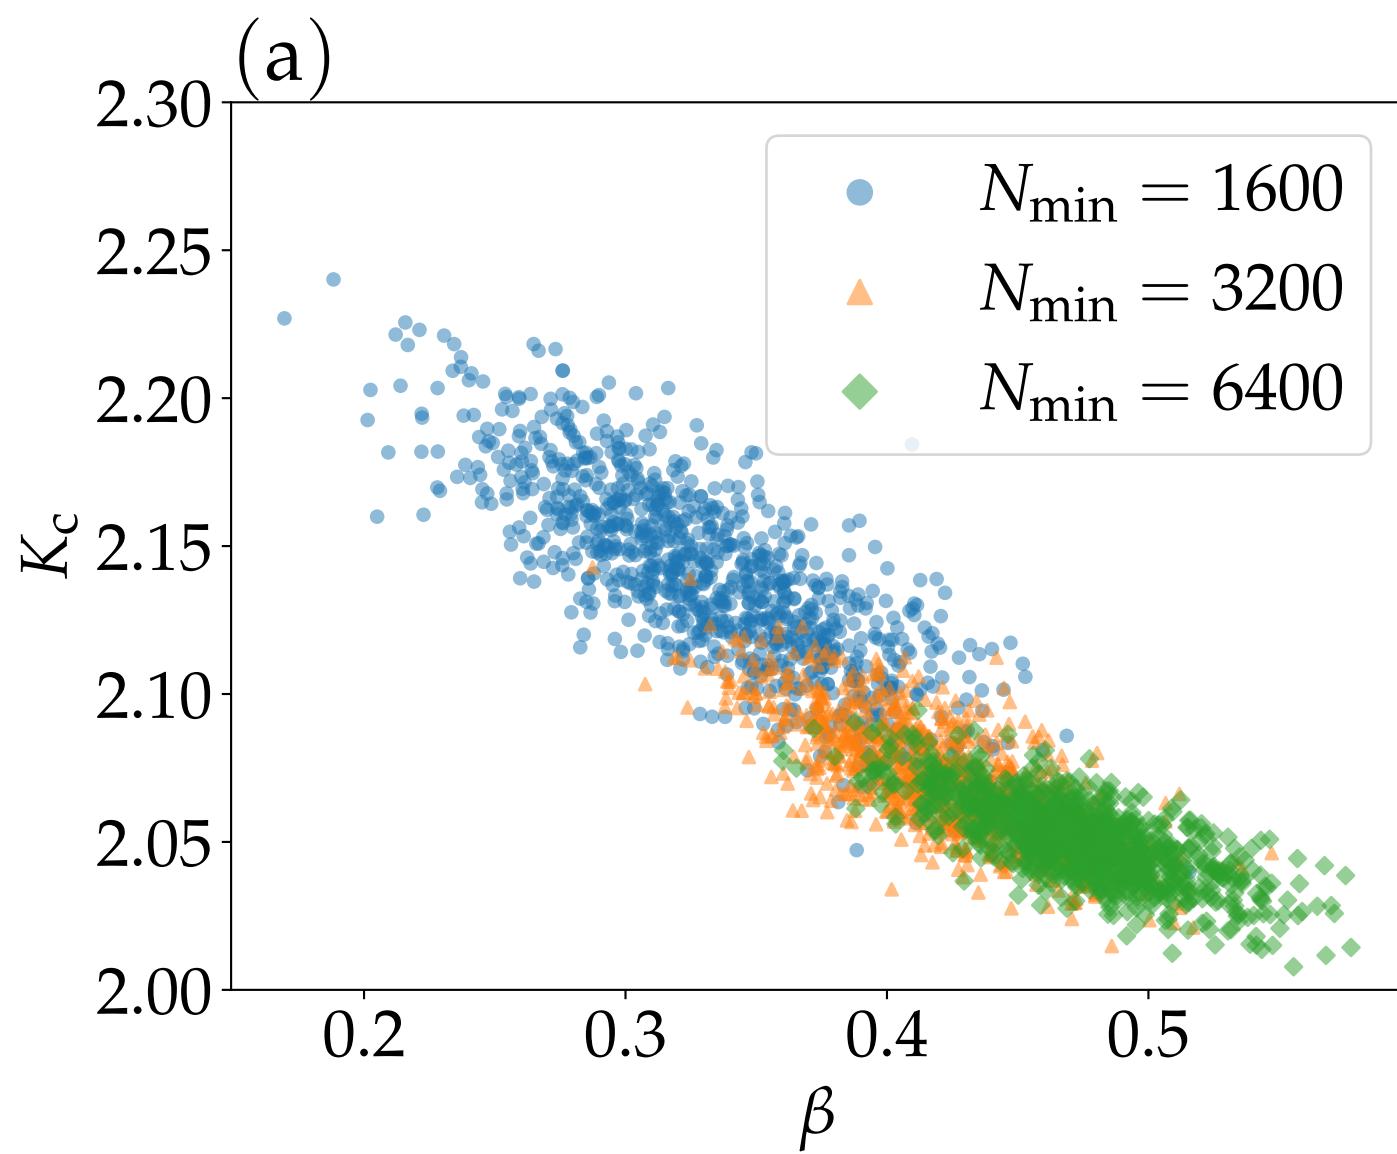 (a)
2.30
2.25
2.20
2.15
2.10
2.05
2.00
K_c
N_min = 1600
N_min = 3200
N_min = 6400
0.2 0.3 0.4 0.5
β